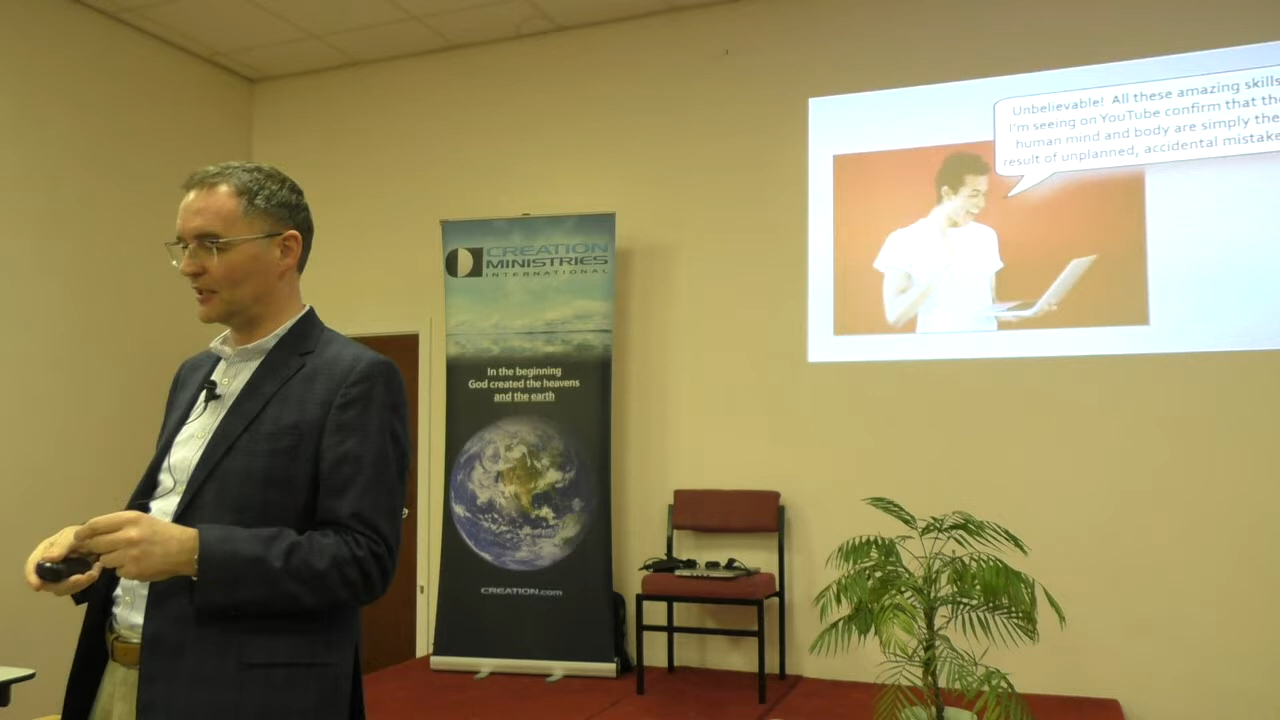 CREATION
MINISTRIES
INTERNATIONAL
In the beginning
God created the heavens
and the earth
CREATION.com
Unbelievable! All these amazing skills
I'm seeing on YouTube confirm that the
human mind and body are simply the
result of unplanned, accidental mistake